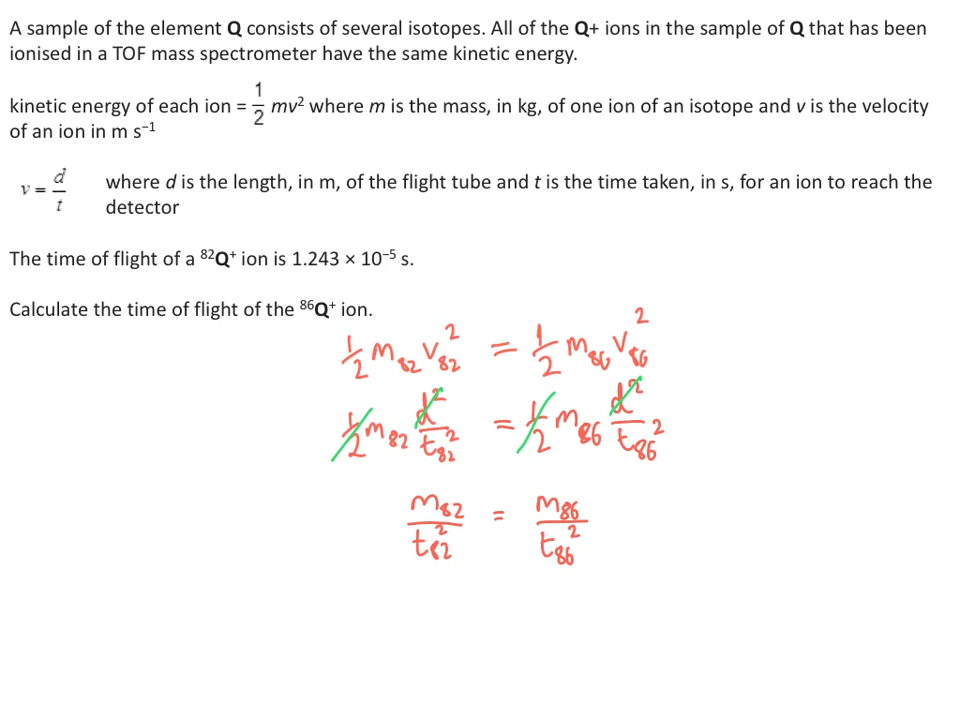 A sample of the element Q consists of several isotopes. All of the Q+ ions in the sample of Q that has been
ionised in a TOF mass spectrometer have the same kinetic energy.
kinetic energy of each ion = 1/2 mv² where m is the mass, in kg, of one ion of an isotope and v is the velocity
of an ion in m s⁻¹
v = d/t where d is the length, in m, of the flight tube and t is the time taken, in s, for an ion to reach the
detector
The time of flight of a ⁸²Q⁺ ion is 1.243 × 10⁻⁵ s.
Calculate the time of flight of the ⁸⁶Q⁺ ion.
1/2 m₈₂ v₈₂² = 1/2 m₈₆ v₈₆²
1/2 m₈₂ d²/t₈₂² = 1/2 m₈₆ d²/t₈₆²
m₈₂/t₈₂² = m₈₆/t₈₆²